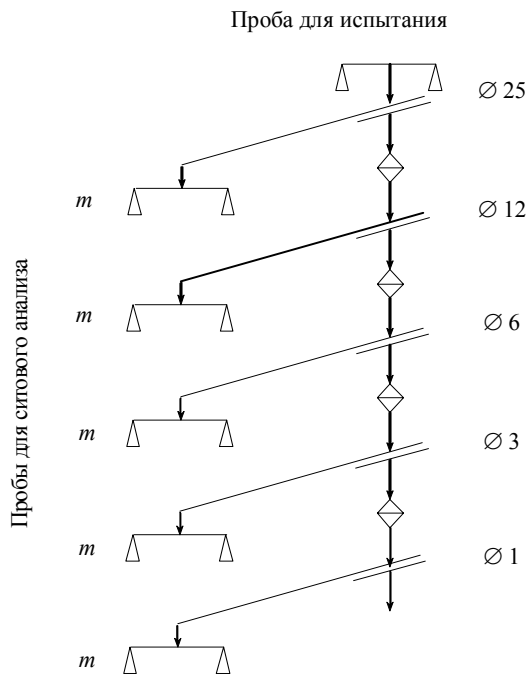 Проба для испытания
∅ 25
m
∅ 12
m
∅ 6
m
∅ 3
m
∅ 1
m
Пробы для ситового анализа